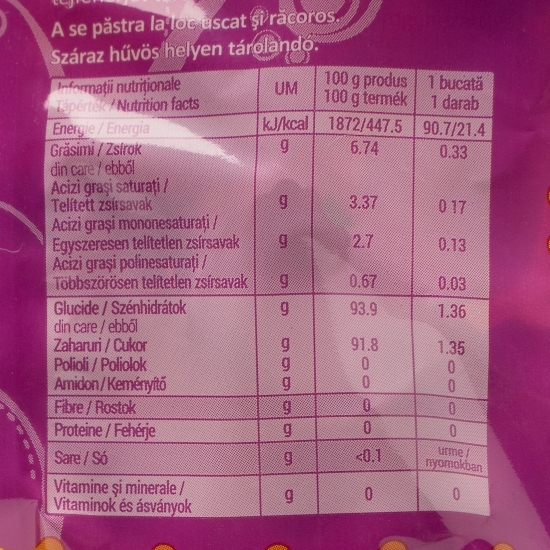 A se păstra la loc uscat și răcoros.
Száraz hűvös helyen tárolandó.
Informații nutriționale UM 100 g produs 1 bucată
Tápérték / Nutrition facts 100 g termék 1 darab
Energie / Energia kJ/kcal 1872/447.5 90.7/21.4
Grăsimi / Zsírok g 6.74 0.33
din care / ebből
Acizi grași saturați /
Telített zsírsavak g 3.37 0 17
Acizi grași mononesaturați /
Egyszeresen telítetlen zsírsavak g 2.7 0.13
Acizi grași polinesaturați /
Többszörösen telítetlen zsírsavak g 0.67 0.03
Glucide / Szénhidrátok g 93.9 1.36
din care / ebből
Zaharuri / Cukor g 91.8 1.35
Polioli / Poliolok g 0 0
Amidon / Keményítő g 0 0
Fibre / Rostok g 0 0
Proteine / Fehérje g 0 0
Sare / Só g <0.1 urme /
nyomokban
Vitamine și minerale /
Vitaminok és ásványok g 0 0